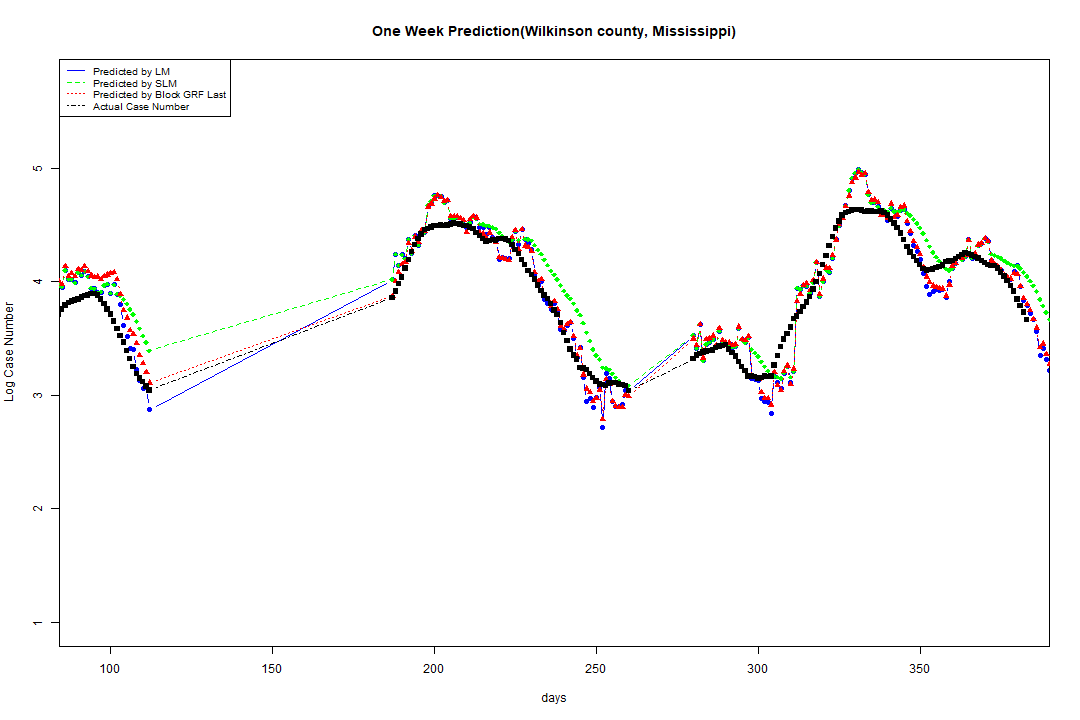 One Week Prediction(Wilkinson county, Mississippi)
Predicted by LM
Predicted by SLM
Predicted by Block GRF Last
Actual Case Number
Log Case Number
5
4
3
2
1
100 150 200 250 300 350
days